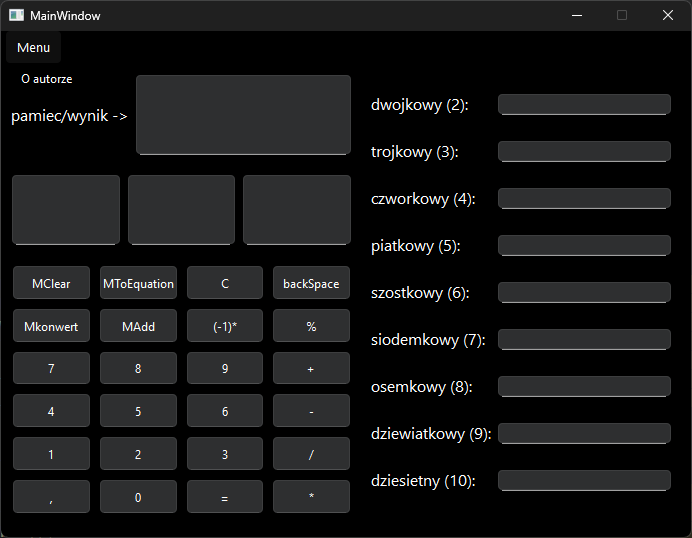 MainWindow
Menu
O autorze
pamiec/wynik ->
MClear MToEquation C backSpace
Mkonwert MAdd (-1)* %
7 8 9 +
4 5 6 -
1 2 3 /
, 0 = *
dwojkowy (2):
trojkowy (3):
czworkowy (4):
piatkowy (5):
szostkowy (6):
siodemkowy (7):
osemkowy (8):
dziewiatkowy (9):
dziesietny (10):